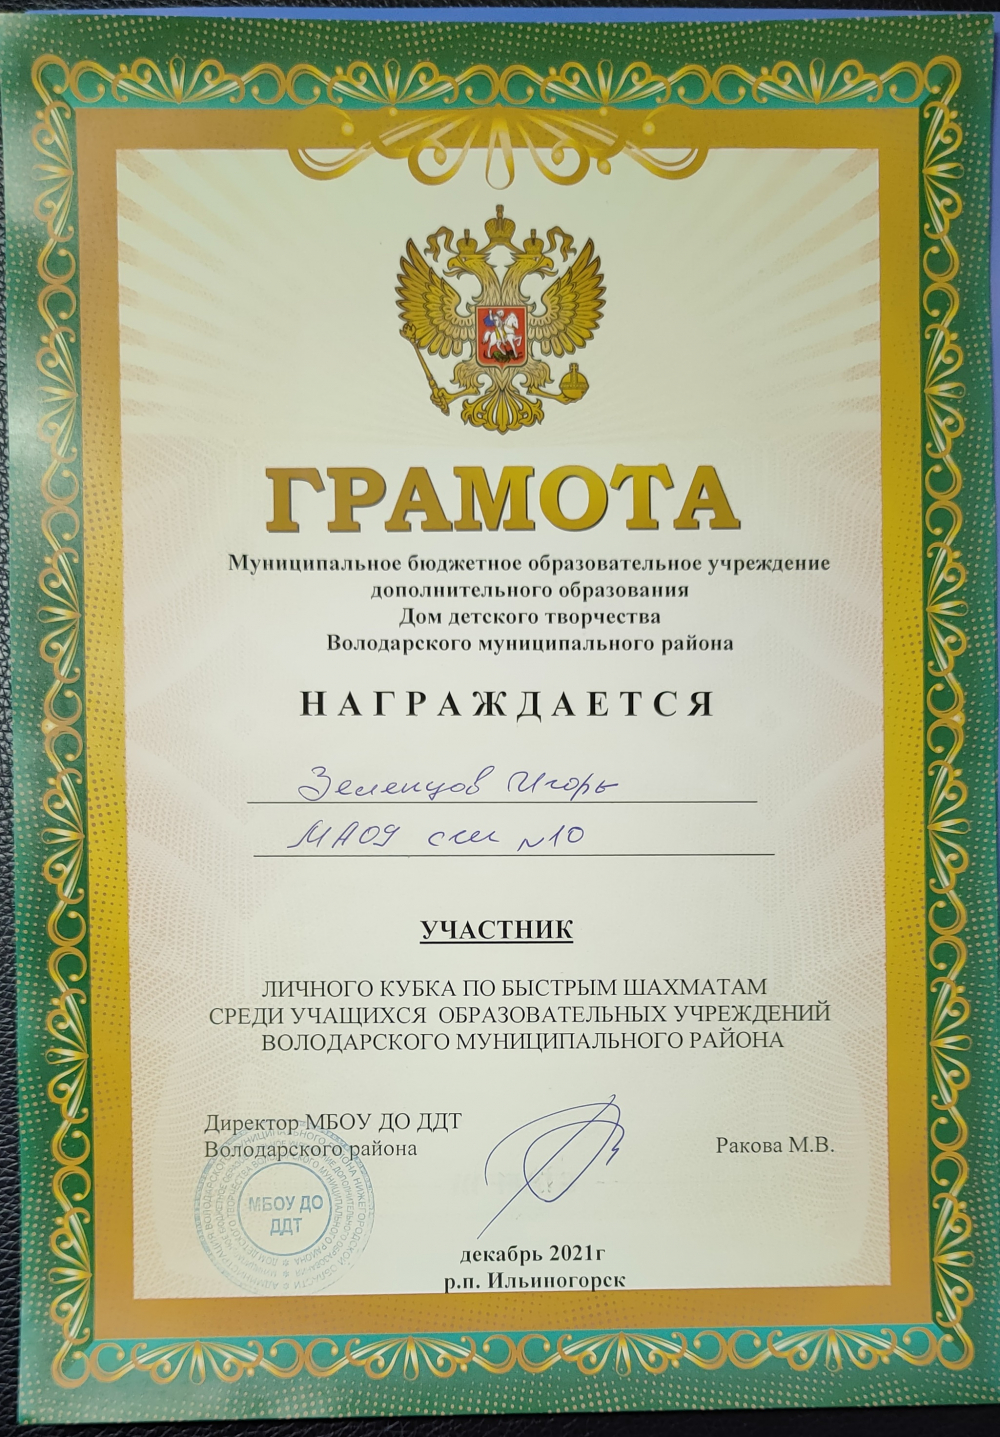 ГРАМОТА
Муниципальное бюджетное образовательное учреждение
дополнительного образования
Дом детского творчества
Володарского муниципального района
НАГРАЖДАЕТСЯ
Зеленцов Игорь
МАОУ сш №10
УЧАСТНИК
ЛИЧНОГО КУБКА ПО БЫСТРЫМ ШАХМАТАМ
СРЕДИ УЧАЩИХСЯ ОБРАЗОВАТЕЛЬНЫХ УЧРЕЖДЕНИЙ
ВОЛОДАРСКОГО МУНИЦИПАЛЬНОГО РАЙОНА
Директор МБОУ ДО ДДТ
Володарского района
Ракова М.В.
МБОУ ДО
ДДТ
декабрь 2021г
р.п. Ильиногорск